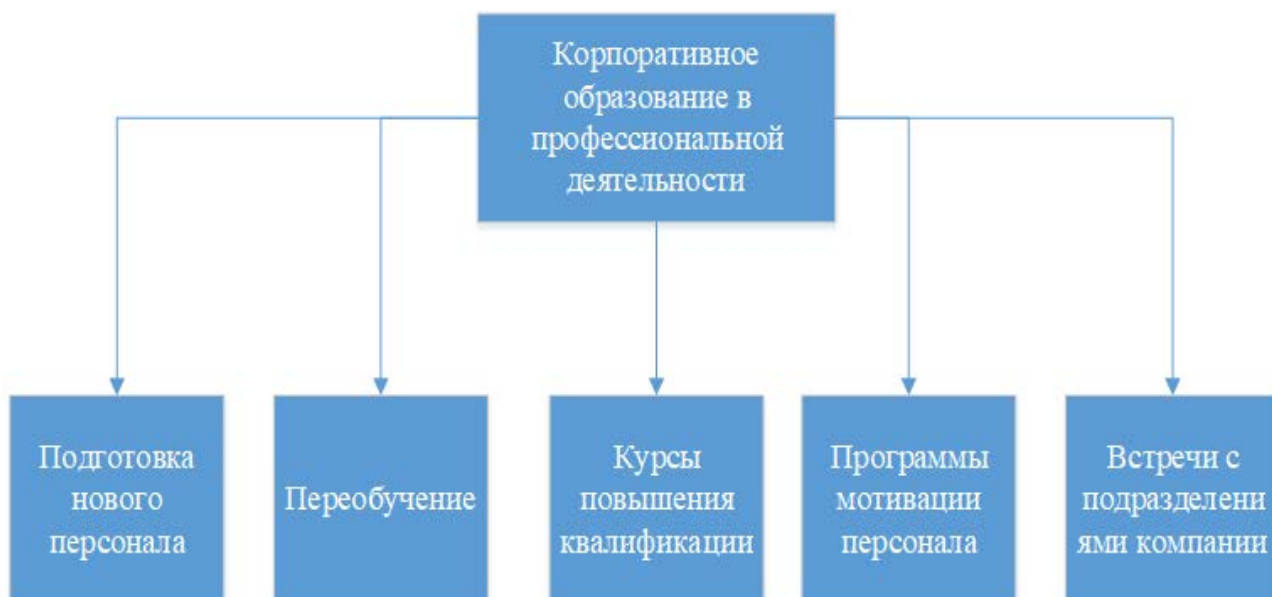 Корпоративное
образование в
профессиональной
деятельности
Подготовка
нового
персонала
Переобучение
Курсы
повышения
квалификации
Программы
мотивации
персонала
Встречи с
подразделени
ями компании